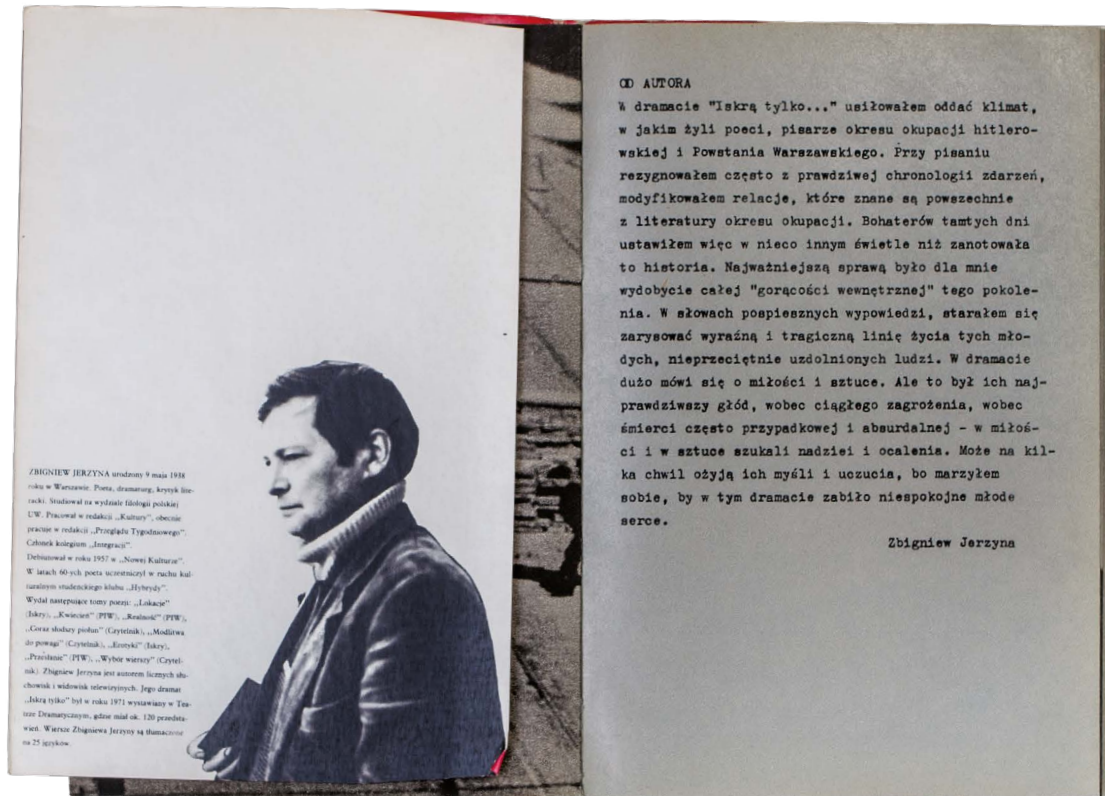 ZBIGNIEW JERZYNA urodzony 9 maja 1938
roku w Warszawie. Poeta, dramaturg, krytyk lite-
racki. Studiował na wydziale filologii polskiej
UW. Pracował w redakcji „Kultury”, obecnie
pracuje w redakcji „Przeglądu Tygodniowego”.
Członek kolegium „Integracji”.
Debiutował w roku 1957 w „Nowej Kulturze”.
W latach 60-ych poeta uczestniczył w ruchu kul-
turalnym studenckiego klubu „Hybrydy”.
Wydał następujące tomy poezji: „Lokacje”
(Iskry), „Kwiecień” (PIW), „Realność” (PIW),
„Coraz słodszy piołun” (Czytelnik), „Modlitwa
do powagi” (Czytelnik), „Erotyki” (Iskry),
„Przesłanie” (PIW), „Wybór wierszy” (Czytel-
nik). Zbigniew Jerzyna jest autorem licznych słu-
chowisk i widowisk telewizyjnych. Jego dramat
„Iskrą tylko” był w roku 1971 wystawiany w Tea-
trze Dramatycznym, gdzie miał ok. 120 przedsta-
wień. Wiersze Zbigniewa Jerzyny są tłumaczone
na 25 języków.
OD AUTORA
W dramacie "Iskrą tylko..." usiłowałem oddać klimat,
w jakim żyli poeci, pisarze okresu okupacji hitlero-
wskiej i Powstania Warszawskiego. Przy pisaniu
rezygnowałem często z prawdziwej chronologii zdarzeń,
modyfikowałem relacje, które znane są powszechnie
z literatury okresu okupacji. Bohaterów tamtych dni
ustawiłem więc w nieco innym świetle niż zanotowała
to historia. Najważniejszą sprawą było dla mnie
wydobycie całej "gorącości wewnętrznej" tego pokole-
nia. W słowach pospiesznych wypowiedzi, starałem się
zarysować wyraźną i tragiczną linię życia tych mło-
dych, nieprzeciętnie uzdolnionych ludzi. W dramacie
dużo mówi się o miłości i sztuce. Ale to był ich naj-
prawdziwszy głód, wobec ciągłego zagrożenia, wobec
śmierci często przypadkowej i absurdalnej - w miłoś-
ci i w sztuce szukali nadziei i ocalenia. Może na kil-
ka chwil ożyją ich myśli i uczucia, bo marzyłem
sobie, by w tym dramacie zabiło niespokojne młode
serce.
Zbigniew Jerzyna